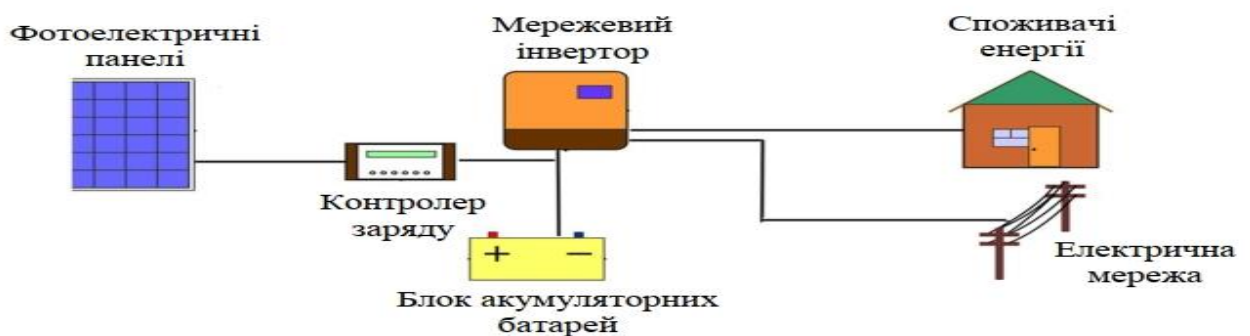 Фотоелектричні
панелі
Мережевий
інвертор
Споживачі
енергії
Контролер
заряду
+ −
Блок акумуляторних
батарей
Електрична
мережа